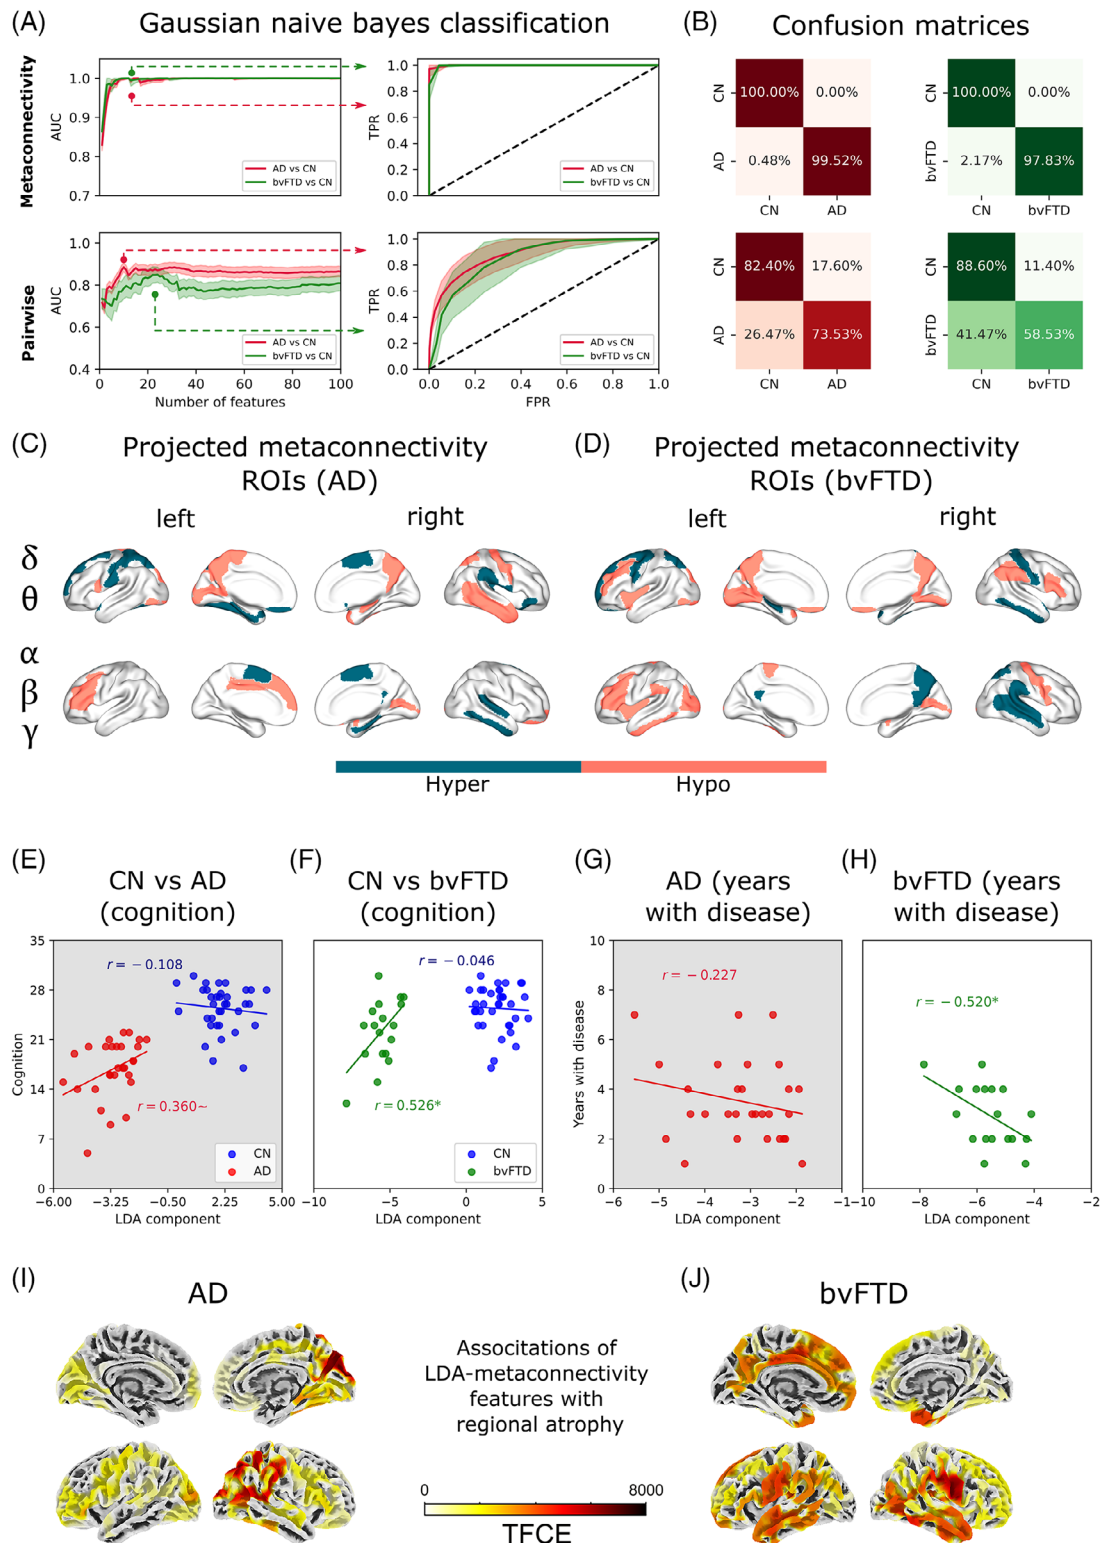 (A)
Gaussian naive bayes classification
(B)
Confusion matrices
Metaconnectivity
AUC
1.0
0.9
0.8
0.7
AD vs CN
bvFTD vs CN
TPR
1.0
0.8
0.6
0.4
0.2
0.0
AD vs CN
bvFTD vs CN
CN
AD
100.00%
0.00%
0.48%
99.52%
CN
AD
CN
bvFTD
100.00%
0.00%
2.17%
97.83%
CN
bvFTD
Pairwise
AUC
1.0
0.8
0.6
0.4
AD vs CN
bvFTD vs CN
0
20
40
60
80
100
Number of features
TPR
1.0
0.8
0.6
0.4
0.2
0.0
AD vs CN
bvFTD vs CN
0.0
0.2
0.4
0.6
0.8
1.0
FPR
CN
AD
82.40%
17.60%
26.47%
73.53%
CN
AD
CN
bvFTD
88.60%
11.40%
41.47%
58.53%
CN
bvFTD
(C)
Projected metaconnectivity
ROIs (AD)
left
right
(D)
Projected metaconnectivity
ROIs (bvFTD)
left
right
δ
θ
α
β
γ
Hyper
Hypo
(E)
CN vs AD
(cognition)
Cognition
35
28
21
14
7
0
r = −0.108
r = 0.360~
CN
AD
−6.00
−3.25
−0.50
2.25
5.00
LDA component
(F)
CN vs bvFTD
(cognition)
r = −0.046
r = 0.526*
CN
bvFTD
−10
−5
0
5
LDA component
(G)
AD (years
with disease)
Years with disease
10
8
6
4
2
0
r = −0.227
−6
−5
−4
−3
−2
−1
LDA component
(H)
bvFTD (years
with disease)
r = −0.520*
−10
−8
−6
−4
−2
LDA component
(I)
AD
Associtations of
LDA-metaconnectivity
features with
regional atrophy
0
8000
TFCE
(J)
bvFTD